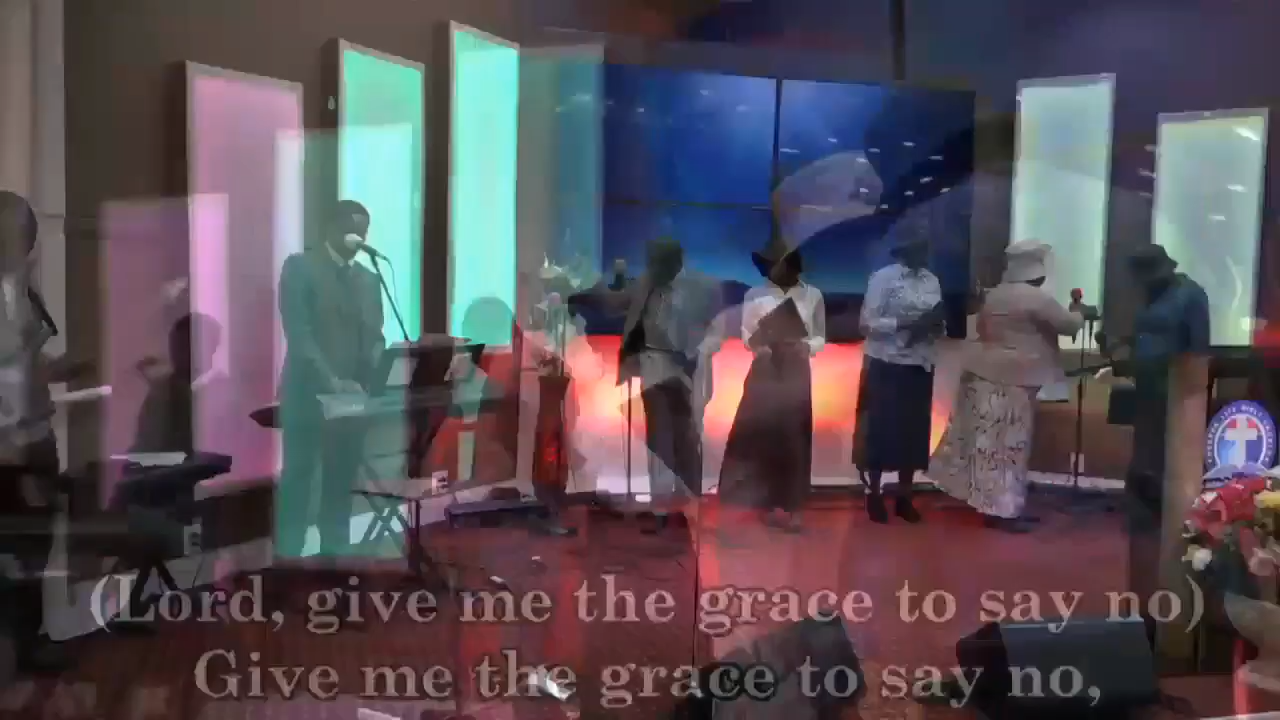 (Lord, give me the grace to say no)
Give me the grace to say no,